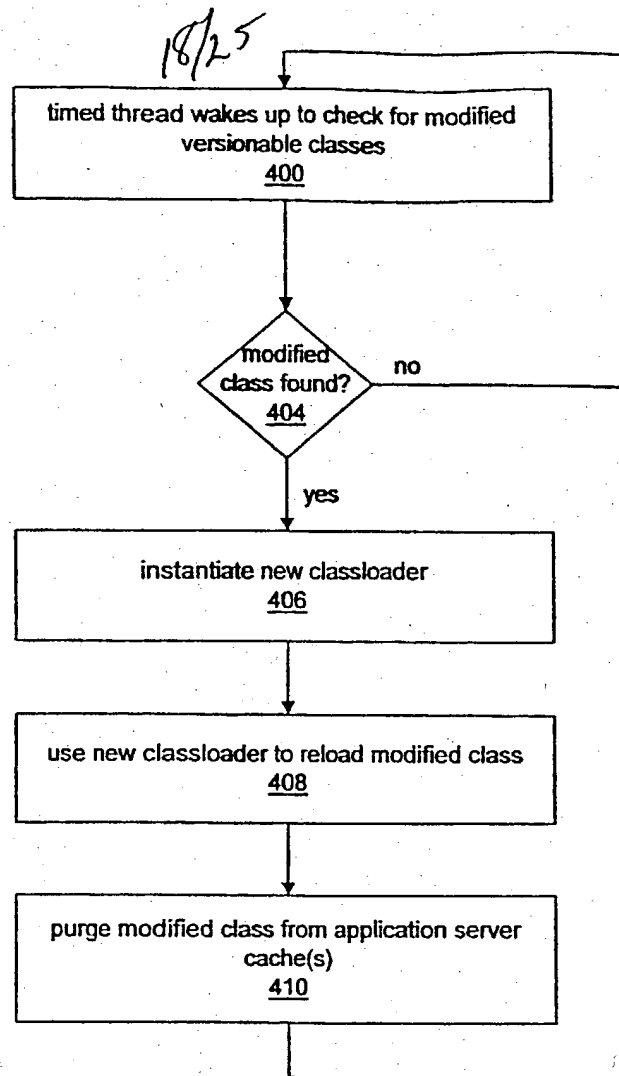 18/25
timed thread wakes up to check for modified
versionable classes
400
modified
class found?
404
no
yes
instantiate new classloader
406
use new classloader to reload modified class
408
purge modified class from application server
cache(s)
410